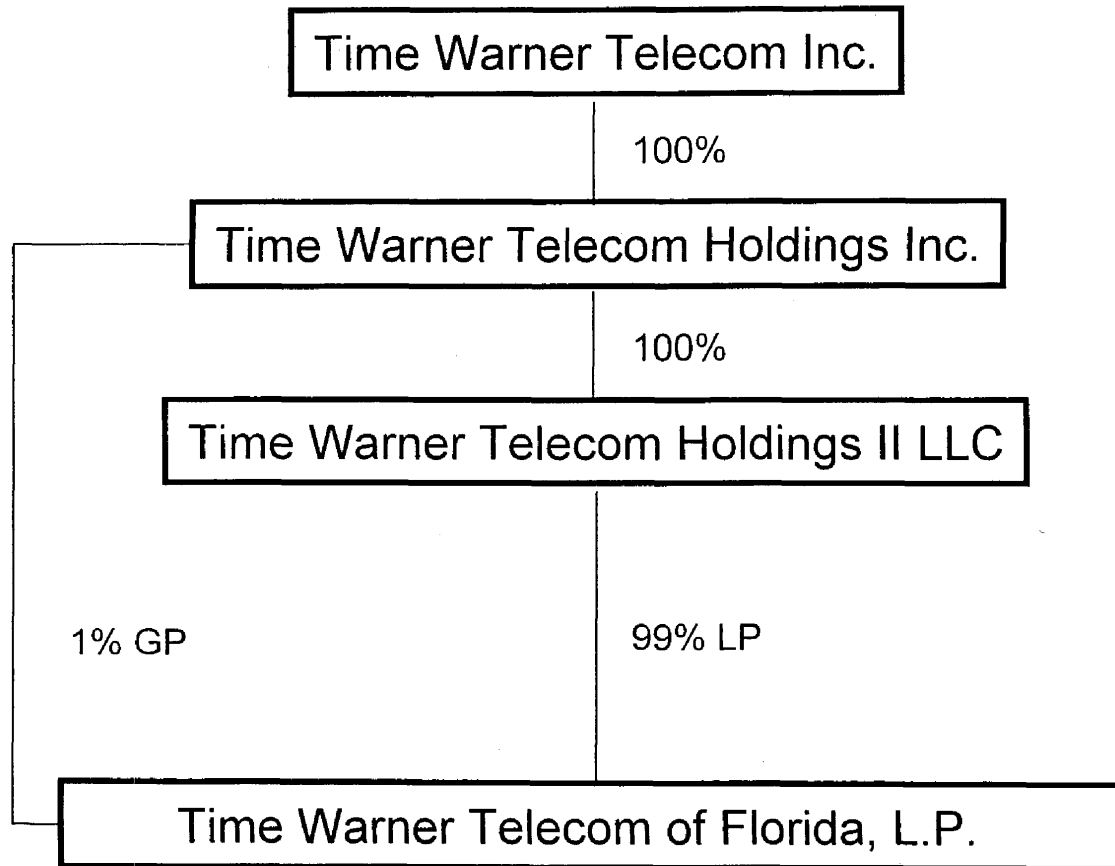 Time Warner Telecom Inc.
100%
Time Warner Telecom Holdings Inc.
100%
Time Warner Telecom Holdings II LLC
1% GP
99% LP
Time Warner Telecom of Florida, L.P.